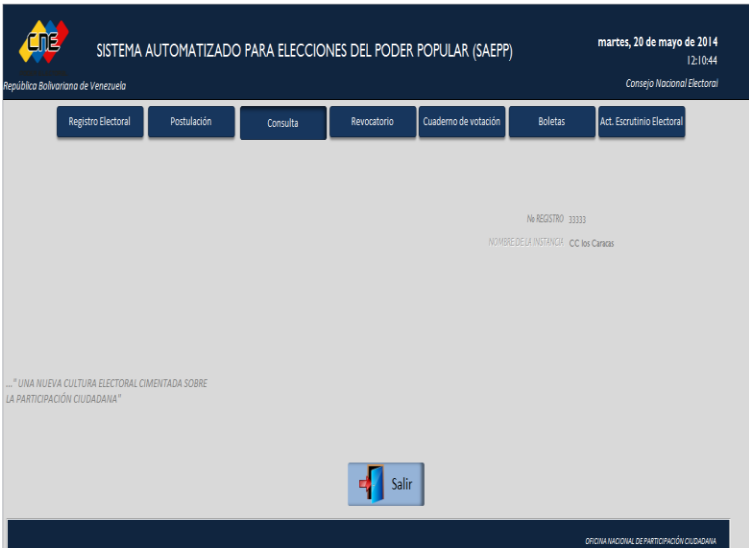 CNE
SISTEMA AUTOMATIZADO PARA ELECCIONES DEL PODER POPULAR (SAEPP)
martes, 20 de mayo de 2014
12:10:44
República Bolivariana de Venezuela
Consejo Nacional Electoral
Registro Electoral
Postulación
Consulta
Revocatorio
Cuaderno de votación
Boletas
Act. Escrutinio Electoral
No REGISTRO 33333
NOMBRE DE LA INSTANCIA CC los Caracas
..." UNA NUEVA CULTURA ELECTORAL CIMENTADA SOBRE
LA PARTICIPACIÓN CIUDADANA"
Salir
OFICINA NACIONAL DE PARTICIPACIÓN CIUDADANA